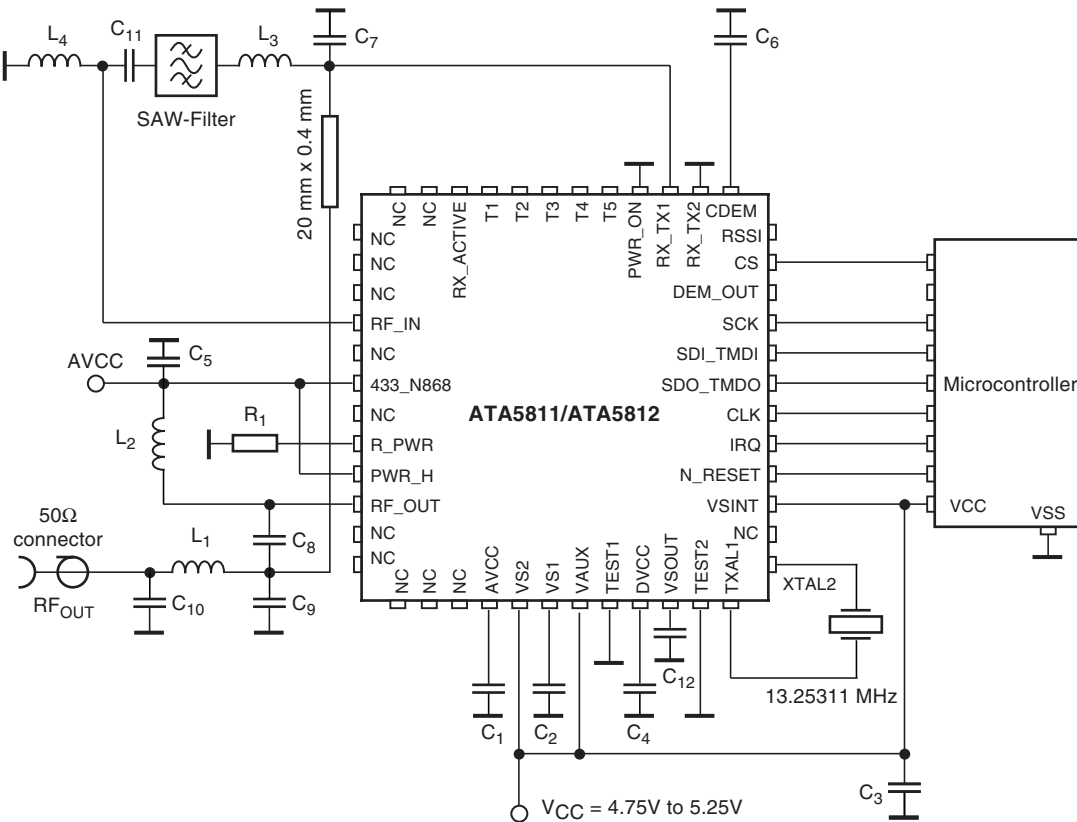 L4
C11
L3
C7
C6
SAW-Filter
20 mm x 0.4 mm
NC
NC
RX_ACTIVE
T1
T2
T3
T4
T5
PWR_ON
RX_TX1
RX_TX2
CDEM
NC
NC
NC
RF_IN
NC
433_N868
NC
R_PWR
PWR_H
RF_OUT
NC
NC
RSSI
CS
DEM_OUT
SCK
SDI_TMDI
SDO_TMDO
CLK
IRQ
N_RESET
VSINT
NC
XTAL2
ATA5811/ATA5812
Microcontroller
VCC
VSS
AVCC
C5
L2
R1
50Ω
connector
RFOUT
L1
C8
C10
C9
NC
NC
NC
AVCC
VS2
VS1
VAUX
TEST1
DVCC
VSOUT
TEST2
TXAL1
C1
C2
C4
C12
13.25311 MHz
C3
VCC = 4.75V to 5.25V